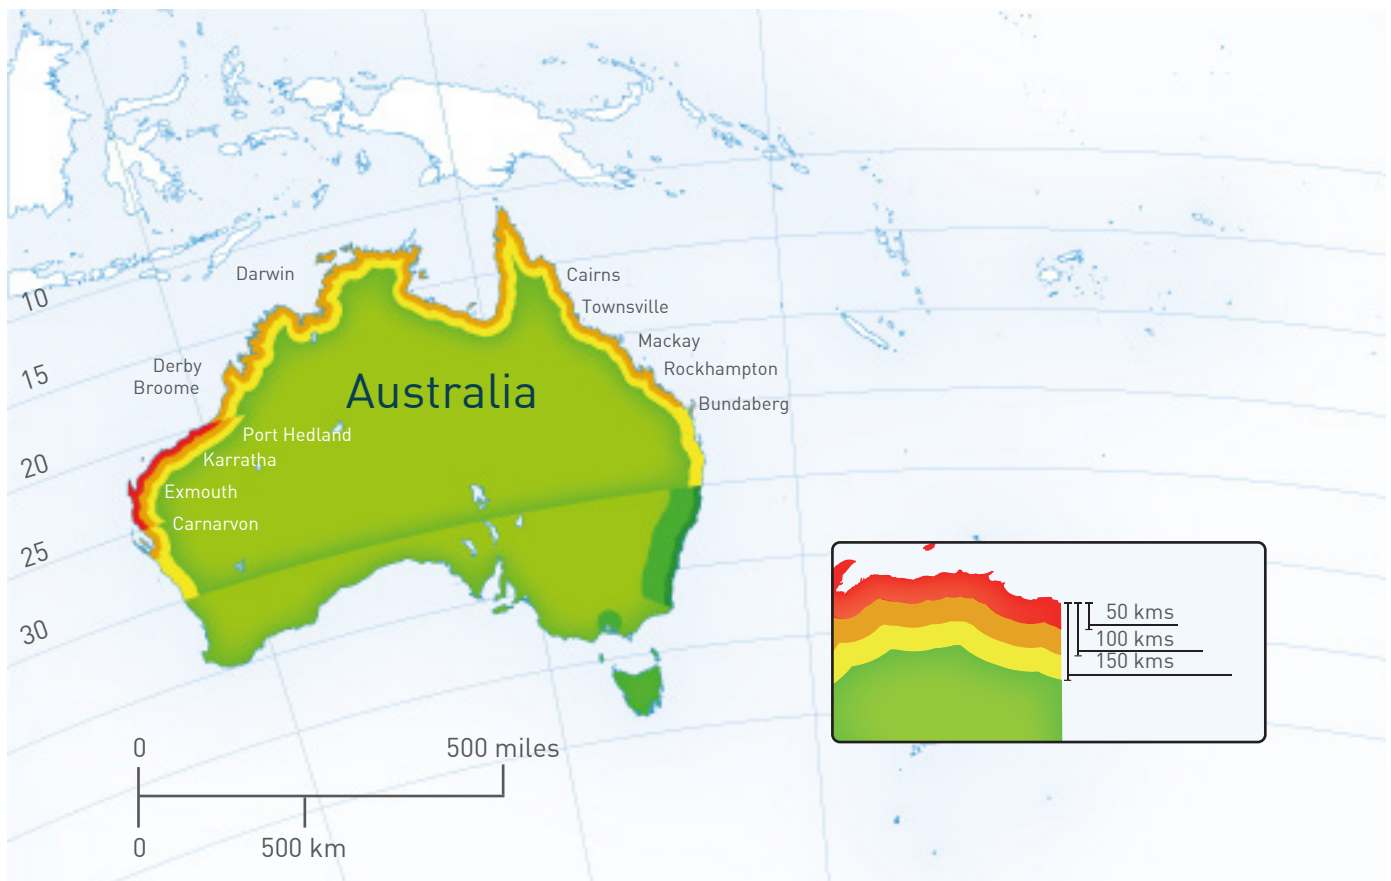 Darwin
Cairns
10
Townsville
Mackay
Derby
Rockhampton
15
Broome
Australia
Bundaberg
Port Hedland
20
Karratha
Exmouth
Carnarvon
25
50 kms
30
100 kms
150 kms
0
500 miles
0
500 km